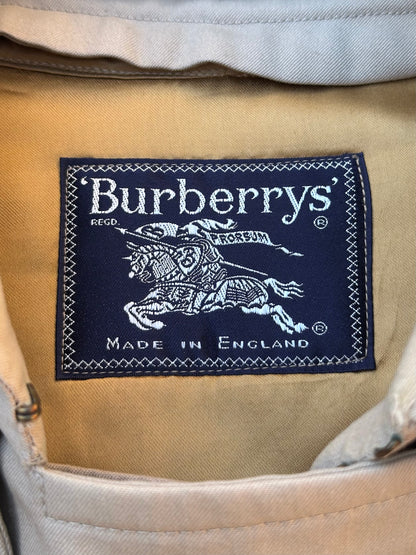 'Burberrys'
REGD. ®
PRORSUM
®
MADE IN ENGLAND